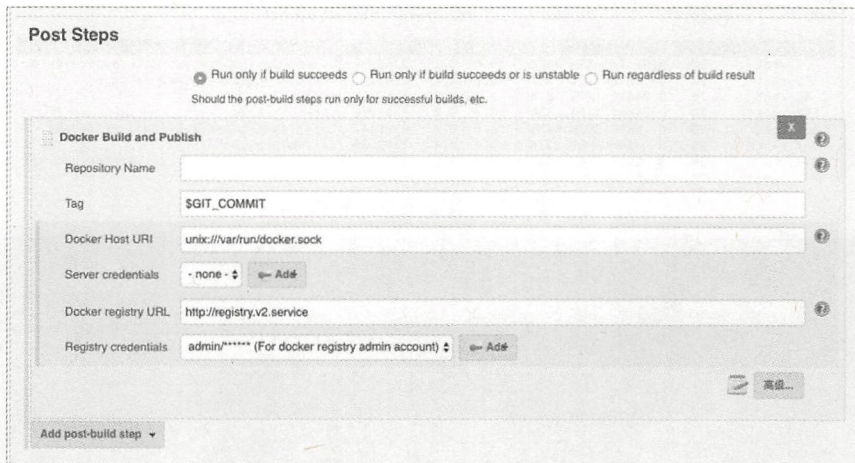 Post Steps
Run only if build succeeds Run only if build succeeds or is unstable Run regardless of build result
Should the post-build steps run only for successful builds, etc.
X
Docker Build and Publish
Repository Name
Tag $GIT_COMMIT
Docker Host URI unix:///var/run/docker.sock
Server credentials - none - Add
Docker registry URL http://registry.v2.service
Registry credentials admin/****** (For docker registry admin account) Add
高级...
Add post-build step